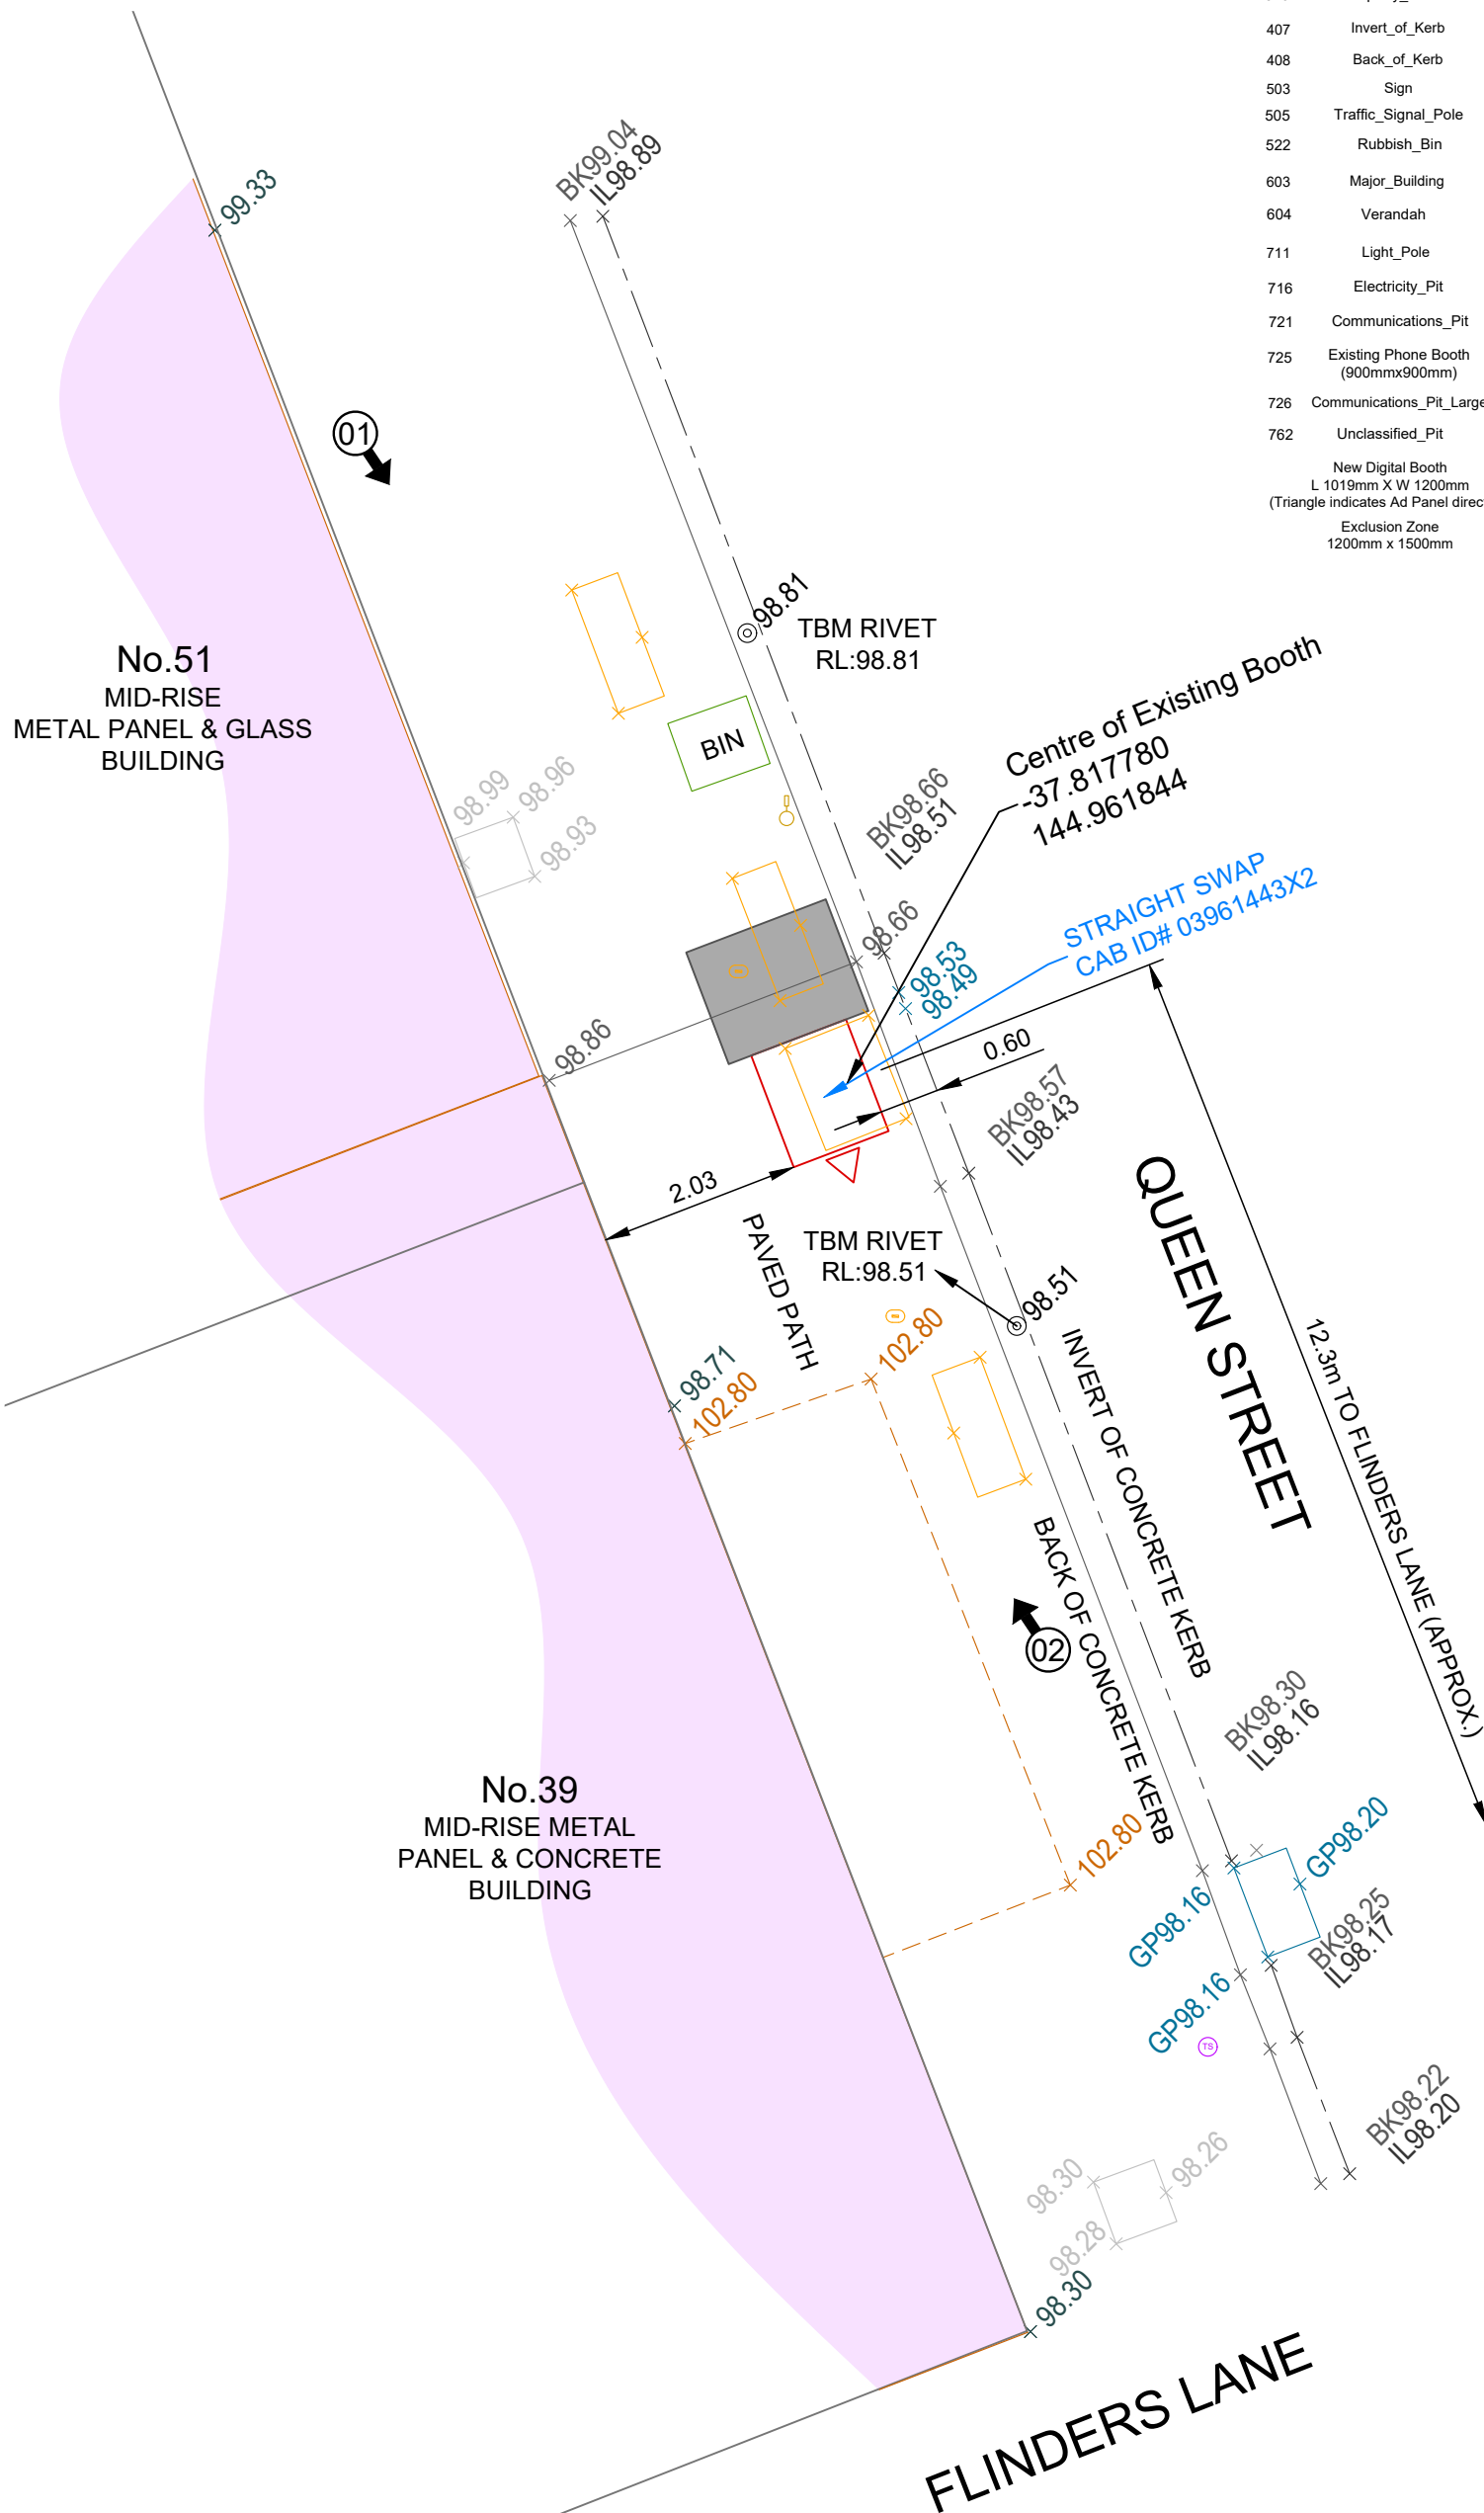 407 Invert_of_Kerb
408 Back_of_Kerb
503 Sign
505 Traffic_Signal_Pole
522 Rubbish_Bin
603 Major_Building
604 Verandah
711 Light_Pole
716 Electricity_Pit
721 Communications_Pit
725 Existing Phone Booth
(900mmx900mm)
726 Communications_Pit_Large
762 Unclassified_Pit
New Digital Booth
L 1019mm X W 1200mm
(Triangle indicates Ad Panel
Exclusion Zone
1200mm x 1500mm
99.33
BK99.04
IL98.89
01
98.81
TBM RIVET
RL:98.81
No.51
MID-RISE
METAL PANEL & GLASS
BUILDING
BIN
Centre of Existing Booth
-37.817780
144.961844
98.99
98.96
98.93
BK98.66
IL98.51
STRAIGHT SWAP
CAB ID# 03961443X2
98.66
98.53
98.49
98.86
0.60
BK98.57
IL98.43
2.03
PAVED PATH
QUEEN STREET
TBM RIVET
RL:98.51
98.51
12.3m TO FLINDERS LANE (APPROX.)
102.80
98.71
102.80
INVERT OF CONCRETE KERB
BACK OF CONCRETE KERB
02
BK98.30
IL98.16
No.39
MID-RISE METAL
PANEL & CONCRETE
BUILDING
102.80
GP98.20
GP98.16
BK98.25
IL98.17
GP98.16
TS
BK98.22
IL98.20
98.30
98.26
98.28
98.30
FLINDERS LANE